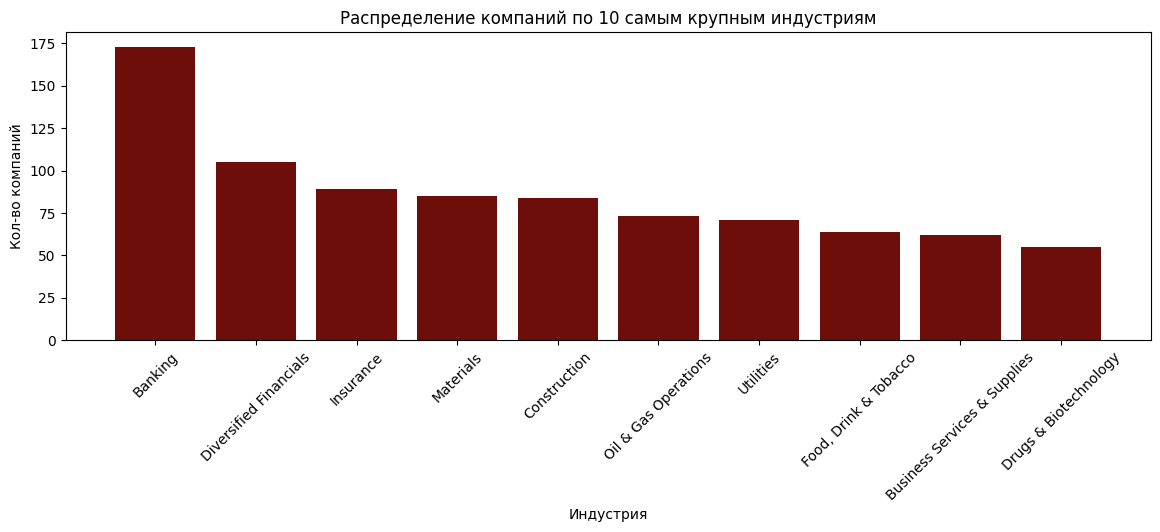 Распределение компаний по 10 самым крупным индустриям
Кол-во компаний
175
150
125
100
75
50
25
0
Banking
Diversified Financials
Insurance
Materials
Construction
Oil & Gas Operations
Utilities
Food, Drink & Tobacco
Business Services & Supplies
Drugs & Biotechnology
Индустрия